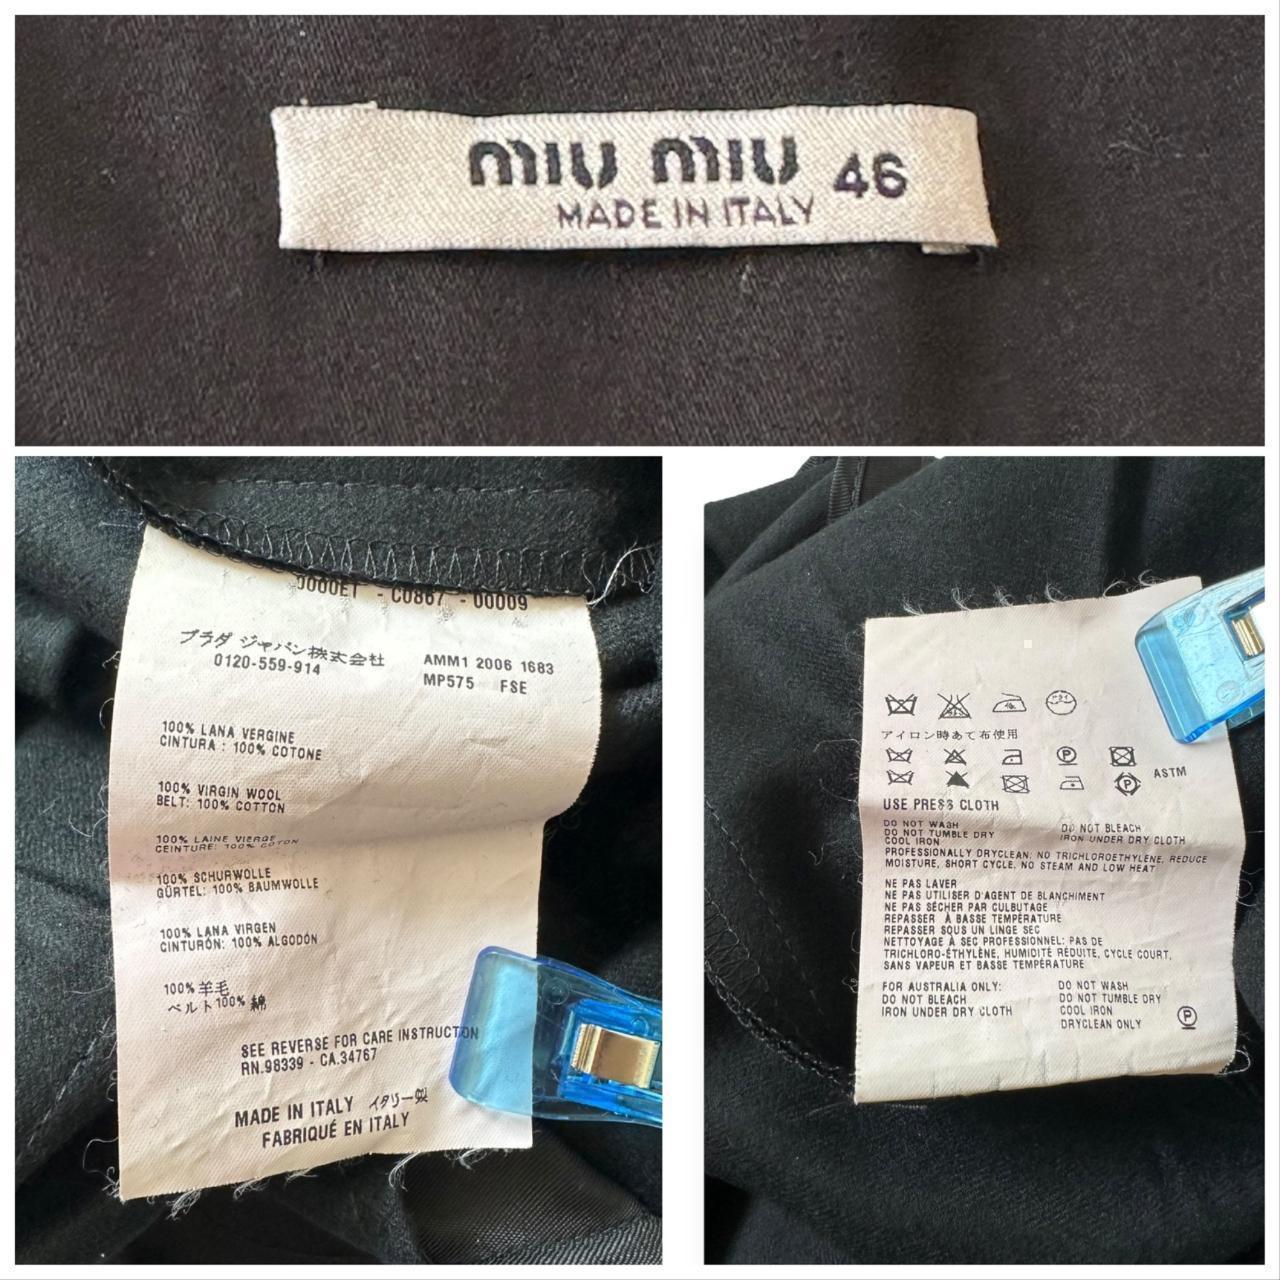 miu miu 46
MADE IN ITALY
0000ET - C0867 - 00009
プラダ ジャパン株式会社
0120-559-914
AMM1 2006 1683
MP575 FSE
100% LANA VERGINE
CINTURA : 100% COTONE
100% VIRGIN WOOL
BELT: 100% COTTON
100% LAINE VIERGE
CEINTURE: 100% COTON
100% SCHURWOLLE
GÜRTEL: 100% BAUMWOLLE
100% LANA VIRGEN
CINTURÓN: 100% ALGODÓN
100% 羊毛
ベルト100% 綿
SEE REVERSE FOR CARE INSTRUCTON
RN.98339 - CA.34767
MADE IN ITALY イタリー製
FABRIQUÉ EN ITALY
ドライ
アイロン時あて布使用
P
P
ASTM
USE PRESS CLOTH
DO NOT WASH
DO NOT TUMBLE DRY
COOL IRON
DO NOT BLEACH
IRON UNDER DRY CLOTH
PROFESSIONALLY DRYCLEAN: NO TRICHLOROETHYLENE, REDUCE
MOISTURE, SHORT CYCLE, NO STEAM AND LOW HEAT
NE PAS LAVER
NE PAS UTILISER D'AGENT DE BLANCHIMENT
NE PAS SÉCHER PAR CULBUTAGE
REPASSER À BASSE TEMPÉRATURE
REPASSER SOUS UN LINGE SEC
NETTOYAGE À SEC PROFESSIONNEL: PAS DE
TRICHLORO-ÉTHYLÈNE, HUMIDITÉ RÉDUITE, CYCLE COURT,
SANS VAPEUR ET BASSE TEMPÉRATURE
FOR AUSTRALIA ONLY:
DO NOT BLEACH
IRON UNDER DRY CLOTH
DO NOT WASH
DO NOT TUMBLE DRY
COOL IRON
DRYCLEAN ONLY
P